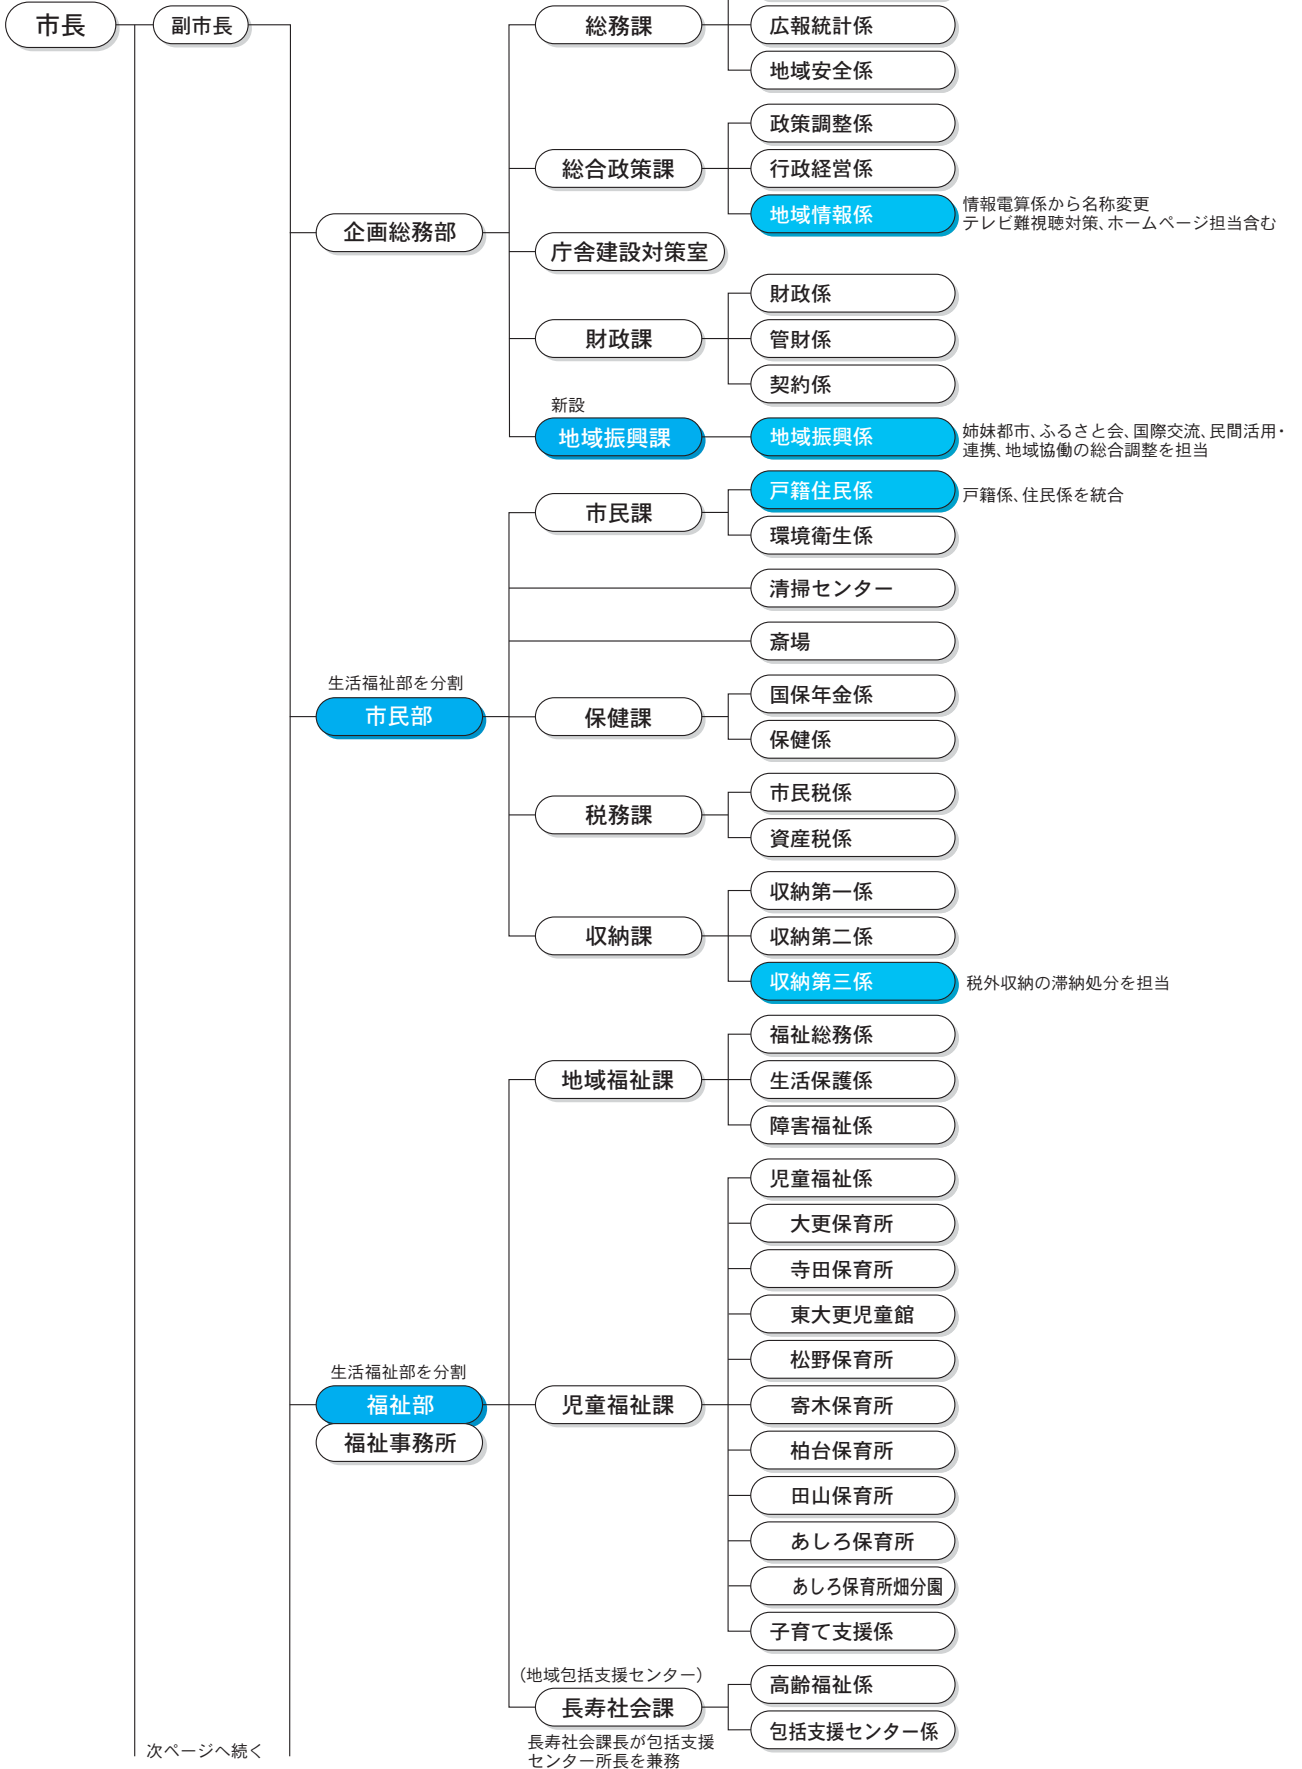 市長
副市長
企画総務部
総務課
広報統計係
地域安全係
総合政策課
政策調整係
行政経営係
地域情報係
情報電算係から名称変更
テレビ難視聴対策、ホームページ担当含む
庁舎建設対策室
財政課
財政係
管財係
契約係
新設
地域振興課
地域振興係
姉妹都市、ふるさと会、国際交流、民間活用・
連携、地域協働の総合調整を担当
生活福祉部を分割
市民部
市民課
戸籍住民係
戸籍係、住民係を統合
環境衛生係
清掃センター
斎場
保健課
国保年金係
保健係
税務課
市民税係
資産税係
収納課
収納第一係
収納第二係
収納第三係
税外収納の滞納処分を担当
生活福祉部を分割
福祉部
福祉事務所
地域福祉課
福祉総務係
生活保護係
障害福祉係
児童福祉課
児童福祉係
大更保育所
寺田保育所
東大更児童館
松野保育所
寄木保育所
柏台保育所
田山保育所
あしろ保育所
あしろ保育所畑分園
子育て支援係
（地域包括支援センター）
長寿社会課
長寿社会課長が包括支援
センター所長を兼務
高齢福祉係
包括支援センター係
次ページへ続く